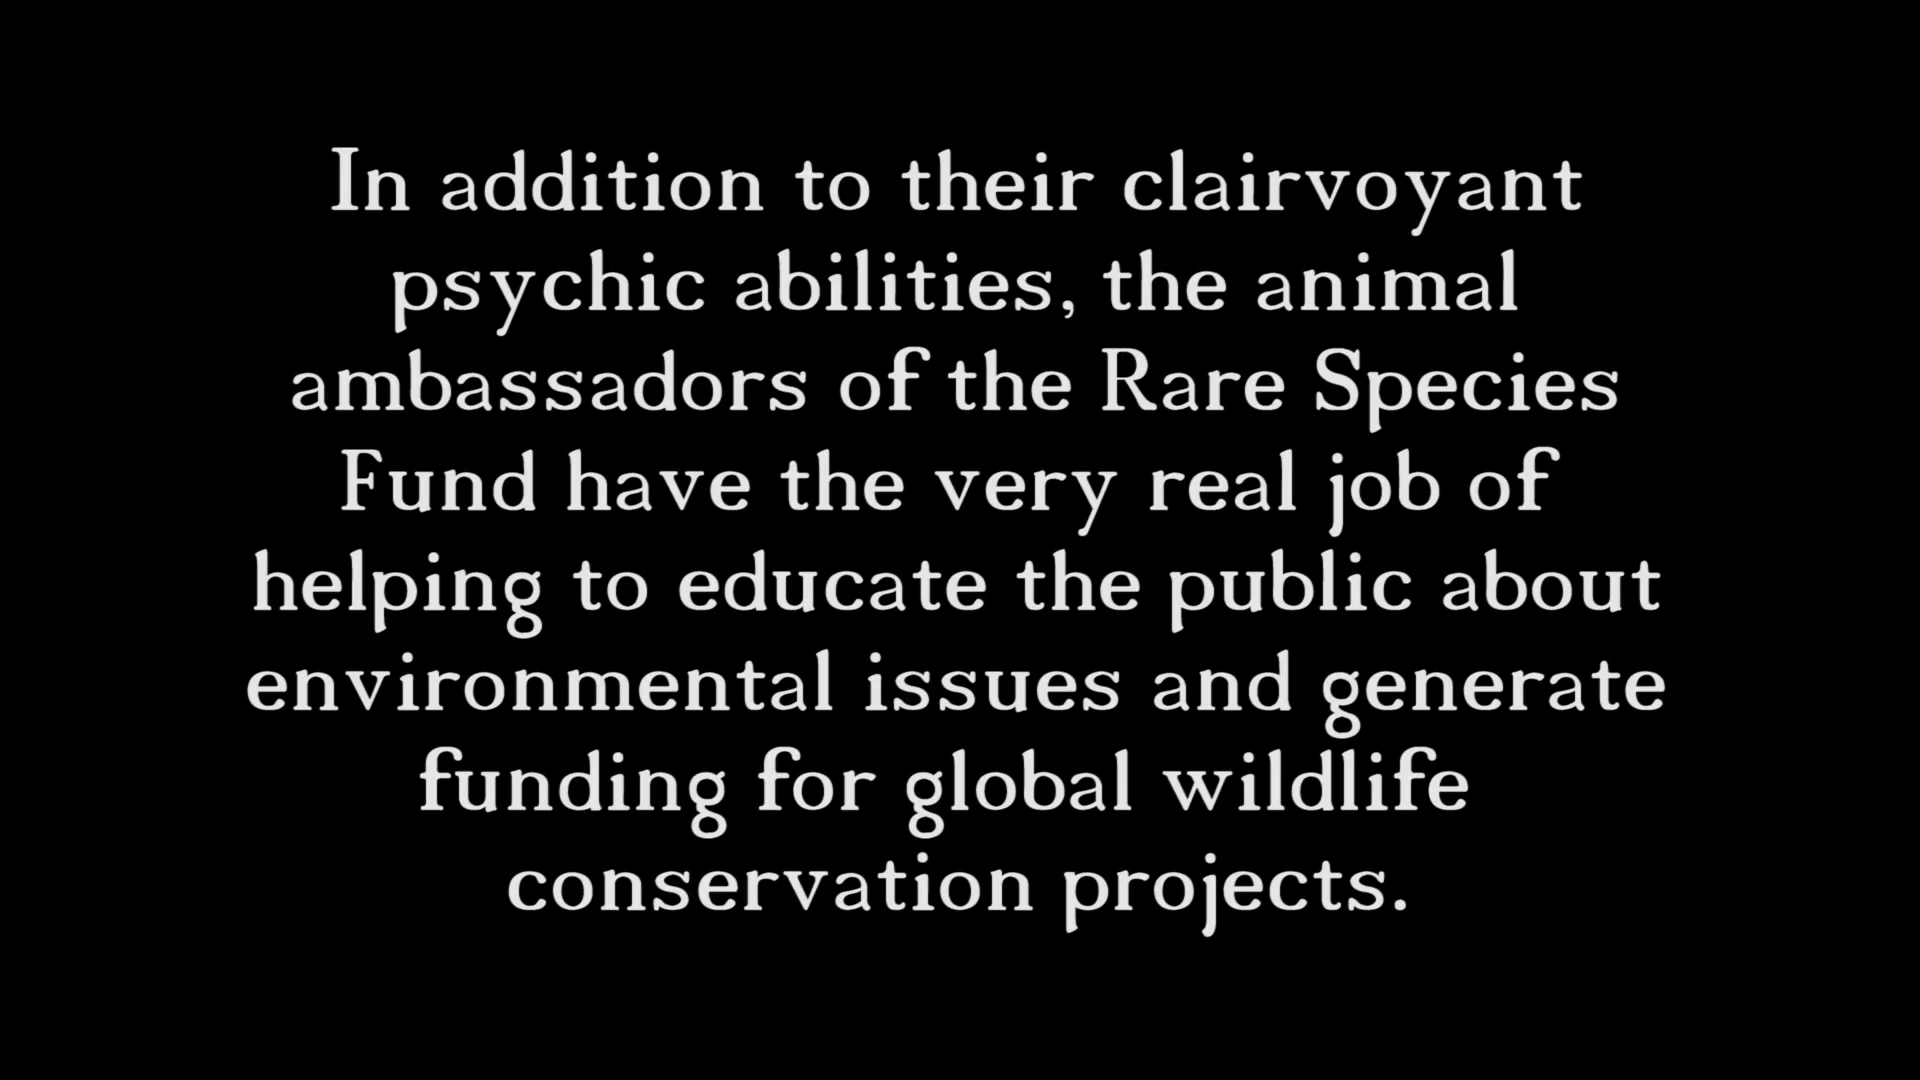 In addition to their clairvoyant
psychic abilities, the animal
ambassadors of the Rare Species
Fund have the very real job of
helping to educate the public about
environmental issues and generate
funding for global wildlife
conservation projects.